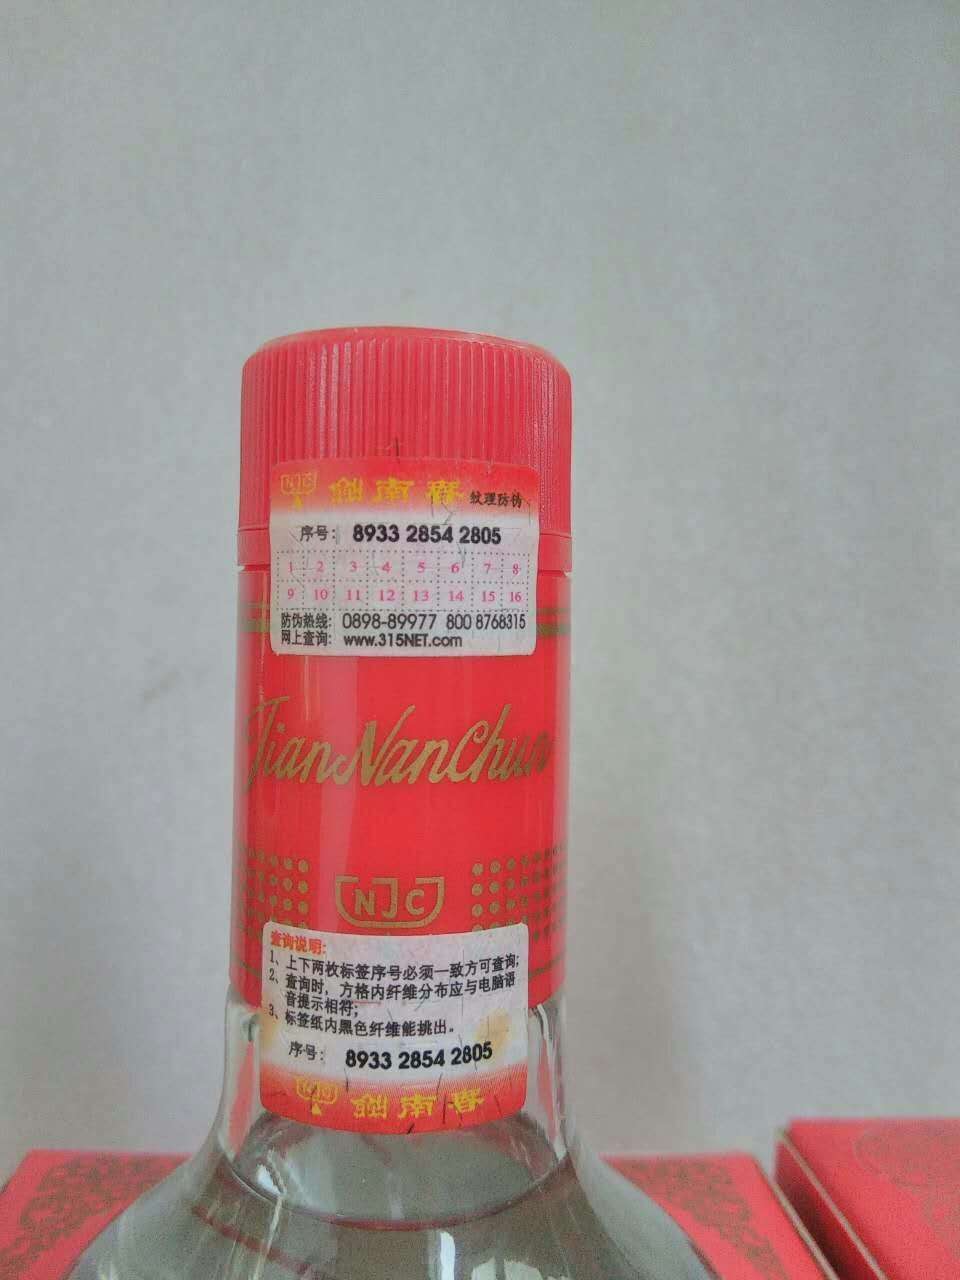 NJC 剑南春 纹理防伪
序号: 8933 2854 2805
1 2 3 4 5 6 7 8
9 10 11 12 13 14 15 16
防伪热线: 0898-89977 800 8768315
网上查询: www.315NET.com
JianNanChun
NJC
查询说明:
1、上下两枚标签序号必须一致方可查询;
2、查询时, 方格内纤维分布应与电脑语
音提示相符;
3、标签纸内黑色纤维能挑出。
序号: 8933 2854 2805
NJC 剑南春